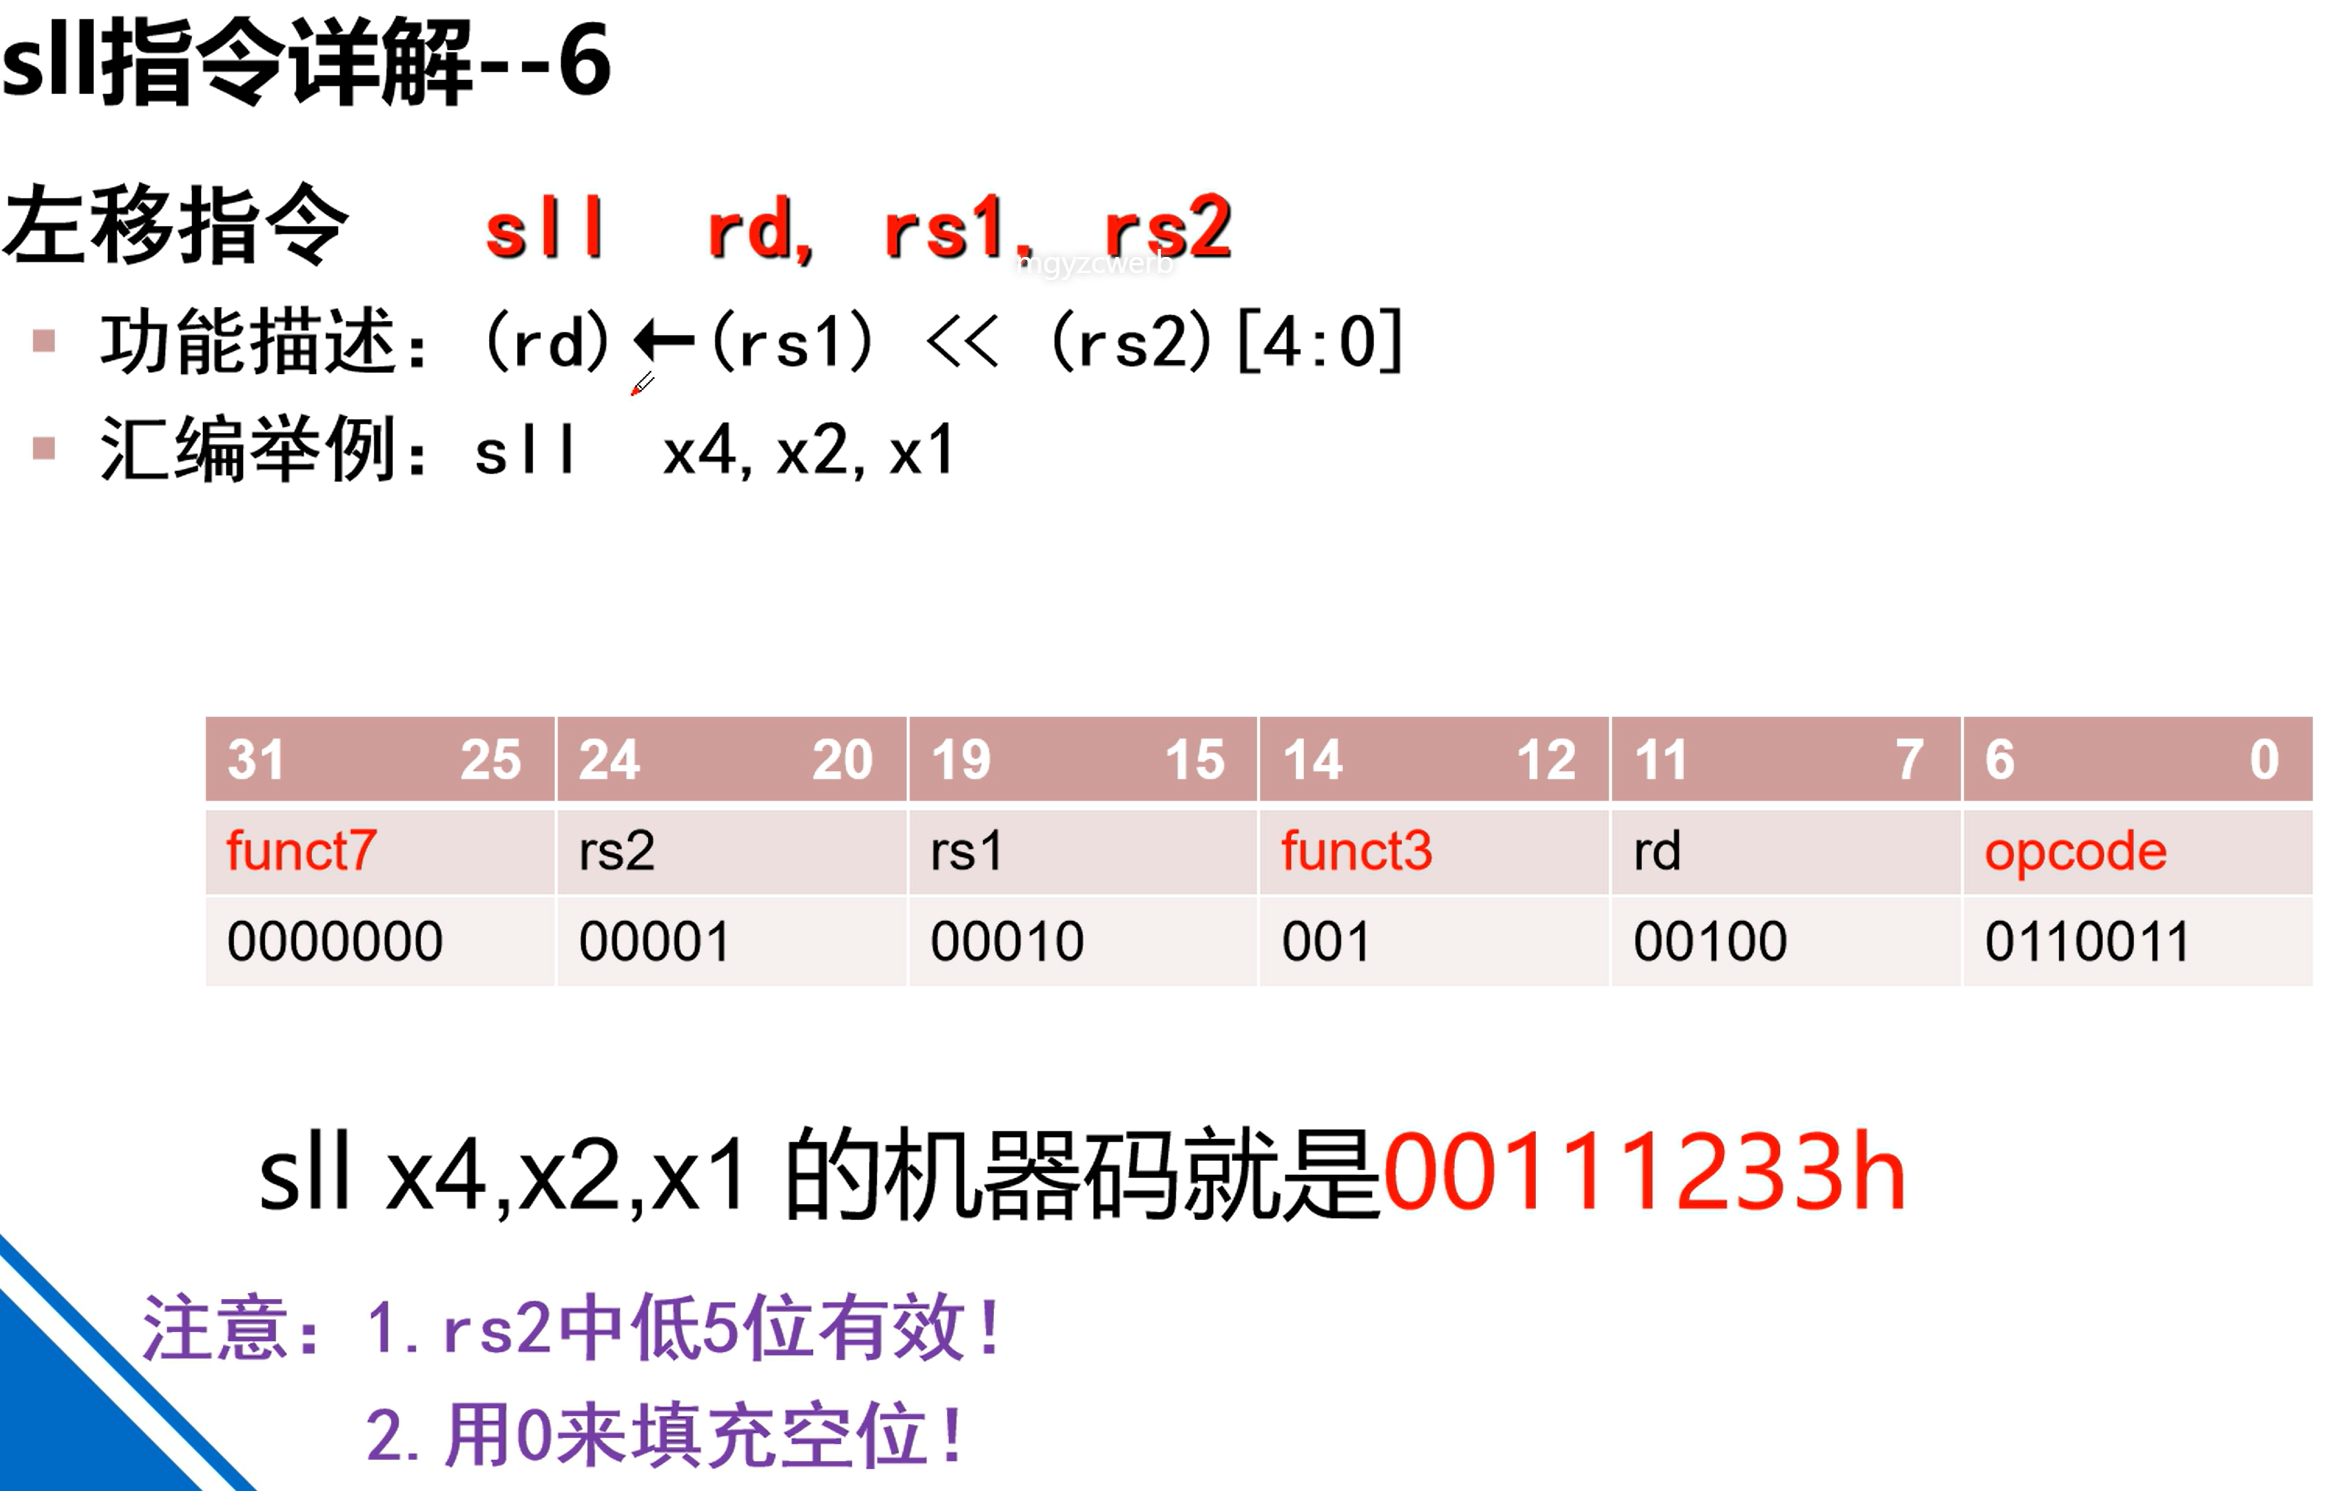 sll指令详解--6
左移指令 sll rd, rs1, rs2
mgyzcwerb
功能描述：(rd)←(rs1) << (rs2)[4:0]
汇编举例：sll x4,x2,x1
31 25 24 20 19 15 14 12 11 7 6 0
funct7 rs2 rs1 funct3 rd opcode
0000000 00001 00010 001 00100 0110011
sll x4,x2,x1 的机器码就是00111233h
注意：1.rs2中低5位有效！
2.用0来填充空位！